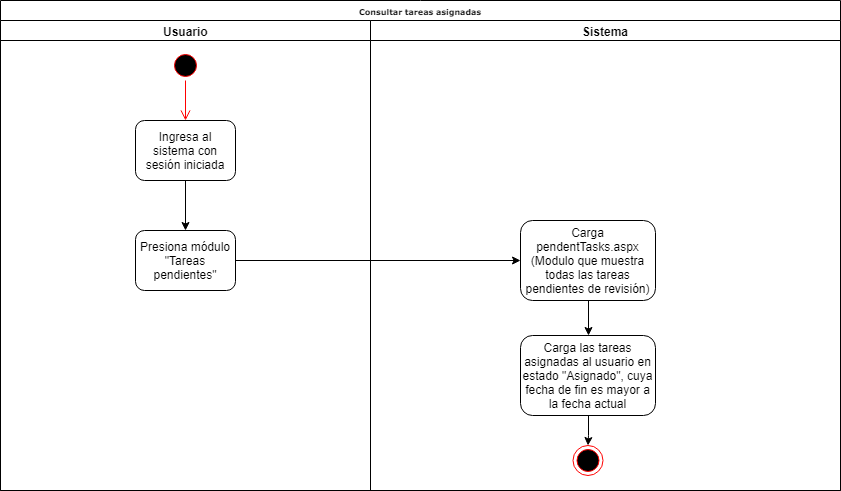 Consultar tareas asignadas
Usuario
Sistema
Ingresa al
sistema con
sesión iniciada
Presiona módulo
"Tareas
pendientes"
Carga
pendentTasks.aspx
(Modulo que muestra
todas las tareas
pendientes de revisión)
Carga las tareas
asignadas al usuario en
estado "Asignado", cuya
fecha de fin es mayor a
la fecha actual